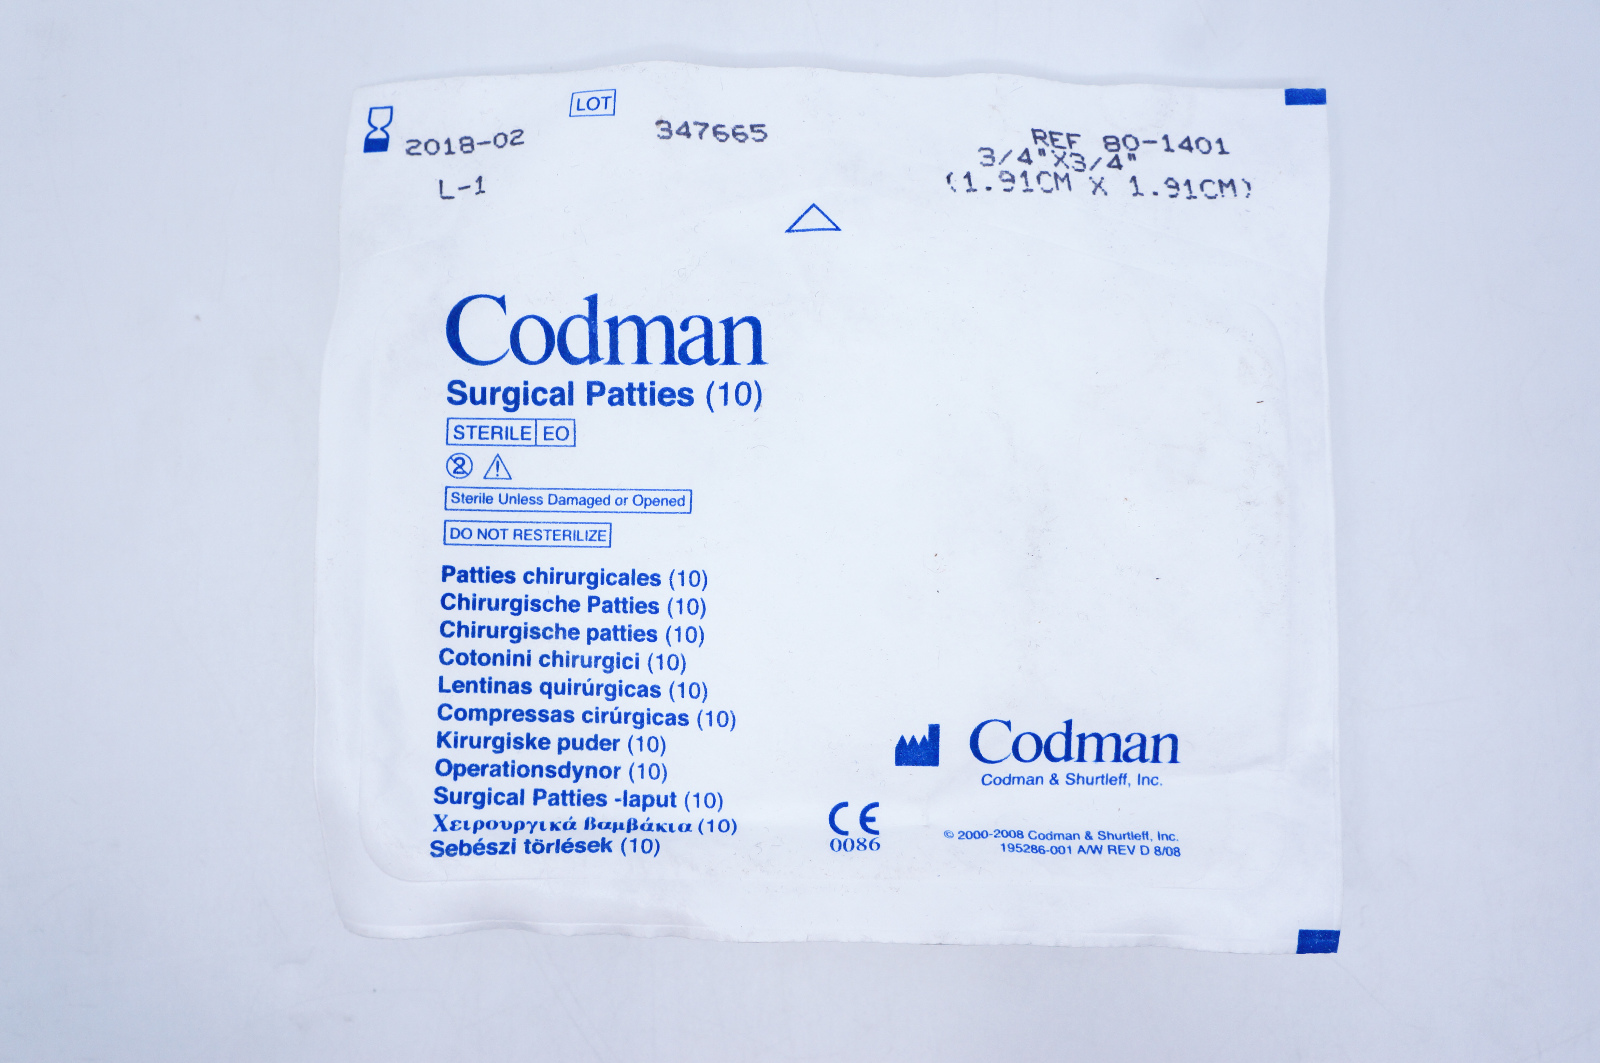 LOT
2018-02
347665
REF 80-1401
3/4"X3/4"
(1.91CM X 1.91CM)
L-1
Codman
Surgical Patties (10)
STERILE EO
2
Sterile Unless Damaged or Opened
DO NOT RESTERILIZE
Patties chirurgicales (10)
Chirurgische Patties (10)
Chirurgische patties (10)
Cotonini chirurgici (10)
Lentinas quirúrgicas (10)
Compressas cirúrgicas (10)
Kirurgiske puder (10)
Operationsdynor (10)
Surgical Patties -laput (10)
Χειρουργικά βαμβάκια (10)
Sebészi törlések (10)
Codman
Codman & Shurtleff, Inc.
CE
0086
© 2000-2008 Codman & Shurtleff, Inc.
195286-001 A/W REV D 8/08